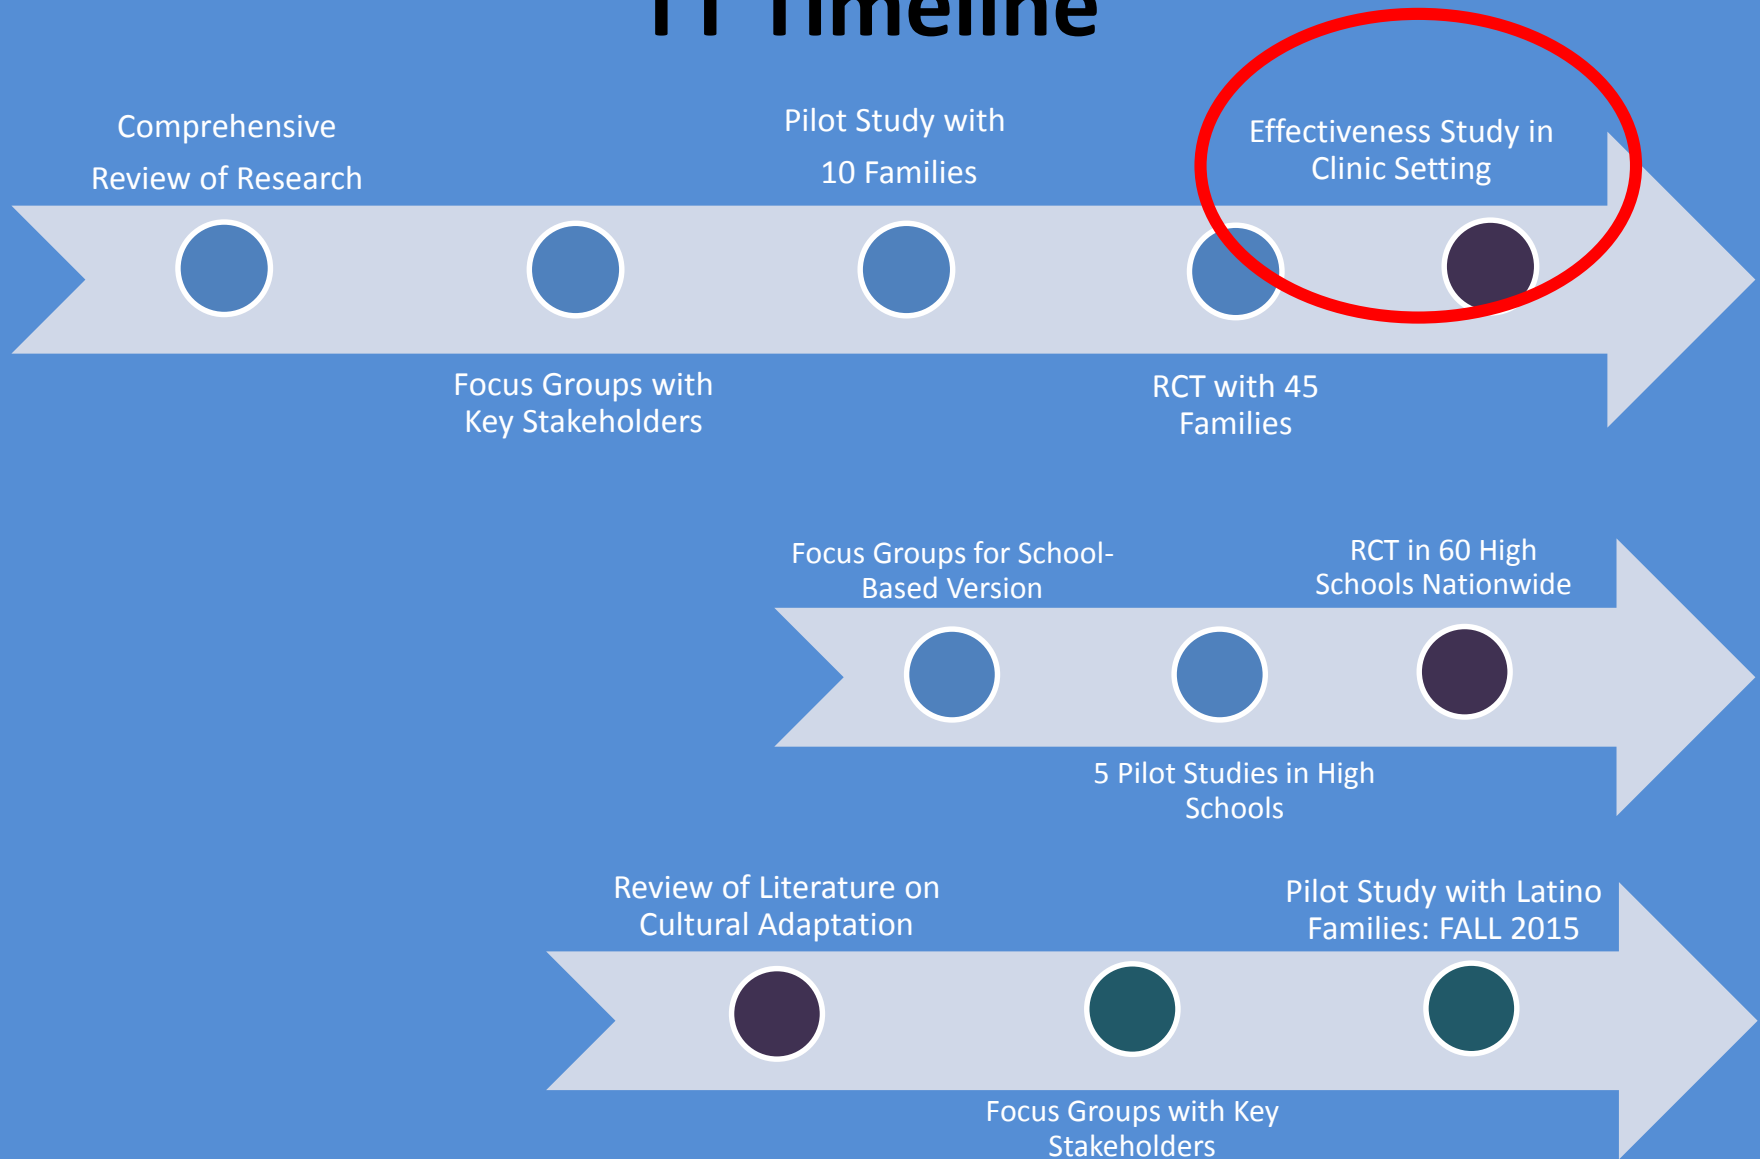 TT Timeline
Comprehensive
Review of Research
Pilot Study with
10 Families
Effectiveness Study in
Clinic Setting
Focus Groups with
Key Stakeholders
RCT with 45
Families
Focus Groups for School-
Based Version
RCT in 60 High
Schools Nationwide
5 Pilot Studies in High
Schools
Review of Literature on
Cultural Adaptation
Pilot Study with Latino
Families: FALL 2015
Focus Groups with Key
Stakeholders